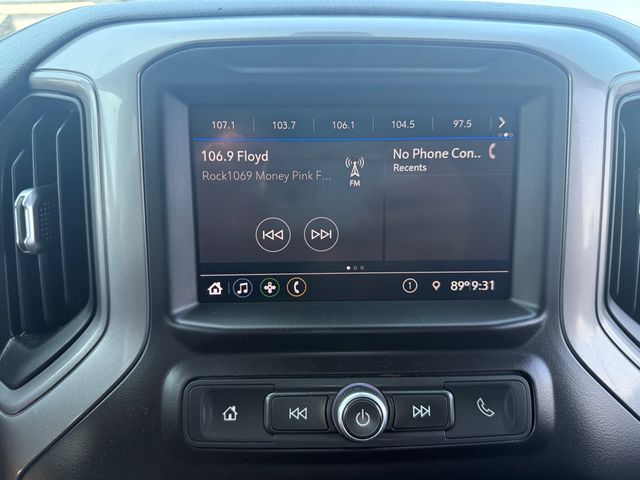 107.1 103.7 106.1 104.5 97.5
106.9 Floyd
Rock1069 Money Pink F...
FM
No Phone Con..
Recents
1 89° 9:31